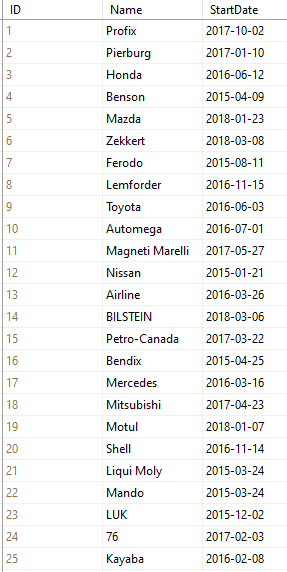 ID Name StartDate
1 Profix 2017-10-02
2 Pierburg 2017-01-10
3 Honda 2016-06-12
4 Benson 2015-04-09
5 Mazda 2018-01-23
6 Zekkert 2018-03-08
7 Ferodo 2015-08-11
8 Lemforder 2016-11-15
9 Toyota 2016-06-03
10 Automega 2016-07-01
11 Magneti Marelli 2017-05-27
12 Nissan 2015-01-21
13 Airline 2016-03-26
14 BILSTEIN 2018-03-06
15 Petro-Canada 2017-03-22
16 Bendix 2015-04-25
17 Mercedes 2016-03-16
18 Mitsubishi 2017-04-23
19 Motul 2018-01-07
20 Shell 2016-11-14
21 Liqui Moly 2015-03-24
22 Mando 2015-03-24
23 LUK 2015-12-02
24 76 2017-02-03
25 Kayaba 2016-02-08